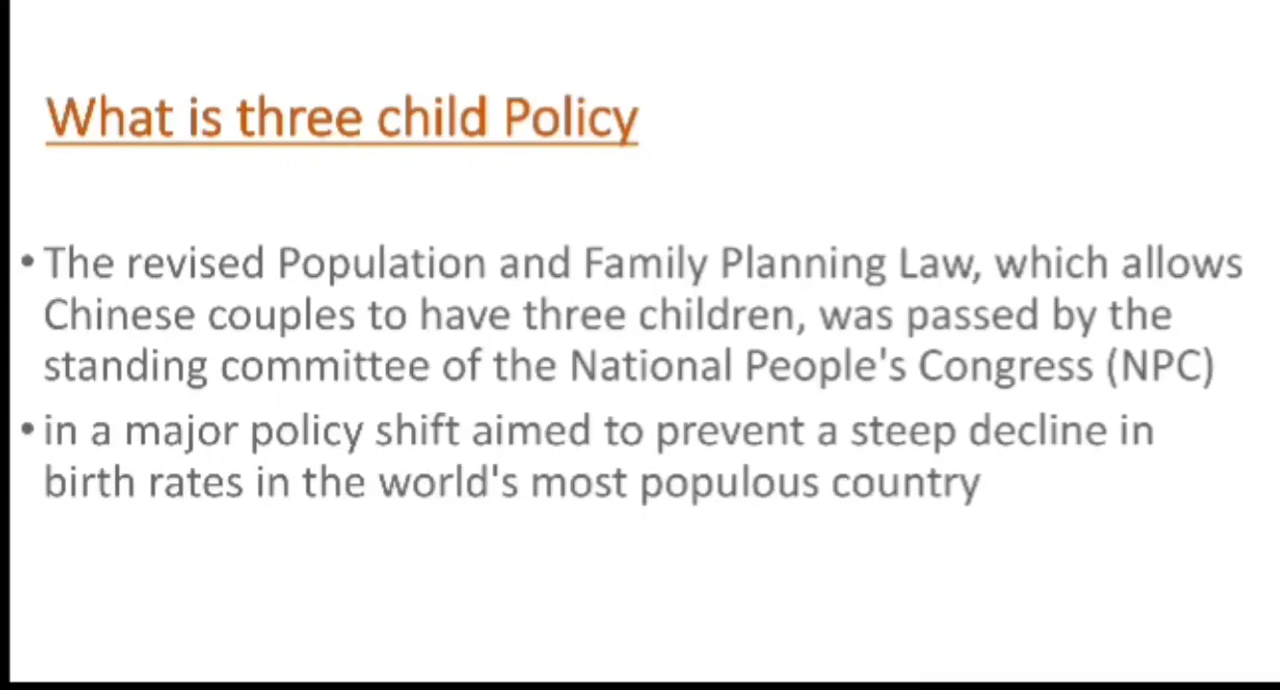 What is three child Policy
• The revised Population and Family Planning Law, which allows
Chinese couples to have three children, was passed by the
standing committee of the National People's Congress (NPC)
• in a major policy shift aimed to prevent a steep decline in
birth rates in the world's most populous country